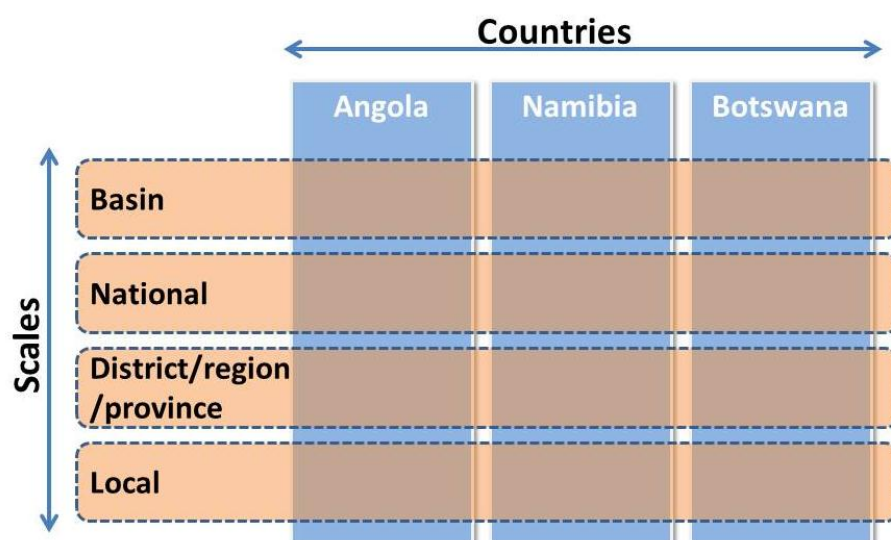 Countries
Angola Namibia Botswana
Scales
Basin
National
District/region
/province
Local